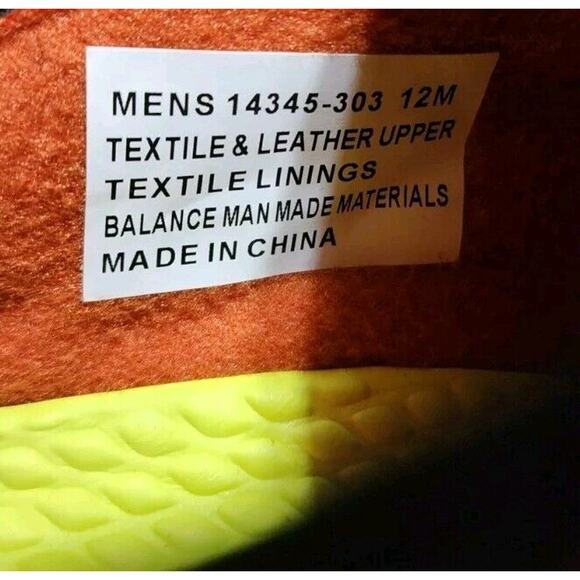 MENS 14345-303 12M
TEXTILE & LEATHER UPPER
TEXTILE LININGS
BALANCE MAN MADE MATERIALS
MADE IN CHINA